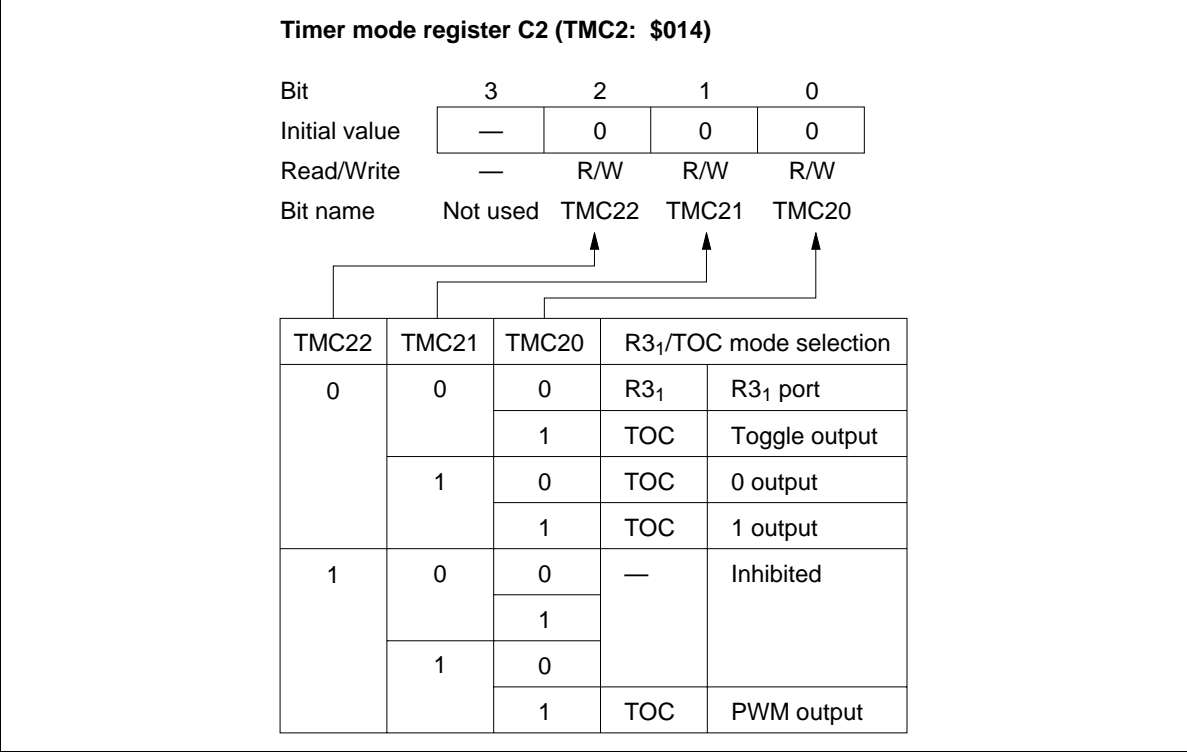 Timer mode register C2 (TMC2: $014)
Bit 3 2 1 0
Initial value — 0 0 0
Read/Write — R/W R/W R/W
Bit name Not used TMC22 TMC21 TMC20
TMC22 TMC21 TMC20 R3₁/TOC mode selection
0 0 0 R3₁ R3₁ port
1 TOC Toggle output
1 0 TOC 0 output
1 TOC 1 output
1 0 0 — Inhibited
1
1 0
1 TOC PWM output